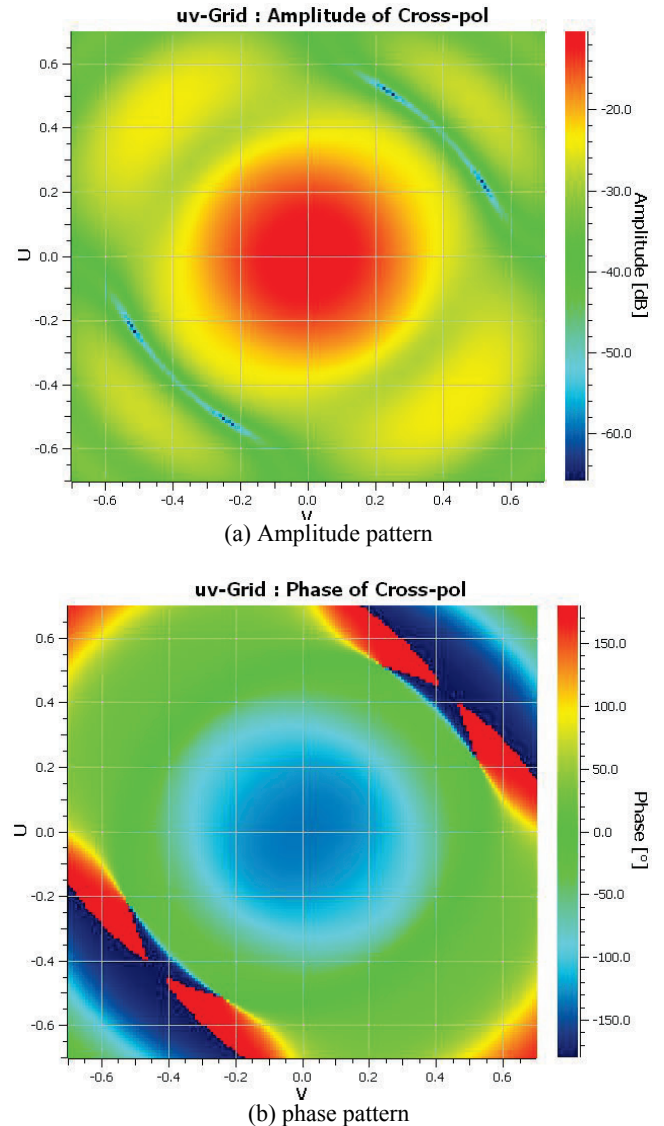 uv-Grid : Amplitude of Cross-pol
0.6
0.4
0.2
0.0
-0.2
-0.4
-0.6
U
-0.6 -0.4 -0.2 0.0 0.2 0.4 0.6
V
-20.0
-30.0
-40.0
-50.0
-60.0
Amplitude [dB]
(a) Amplitude pattern
uv-Grid : Phase of Cross-pol
0.6
0.4
0.2
0.0
-0.2
-0.4
-0.6
U
-0.6 -0.4 -0.2 0.0 0.2 0.4 0.6
V
150.0
100.0
50.0
0.0
-50.0
-100.0
-150.0
Phase [°]
(b) phase pattern